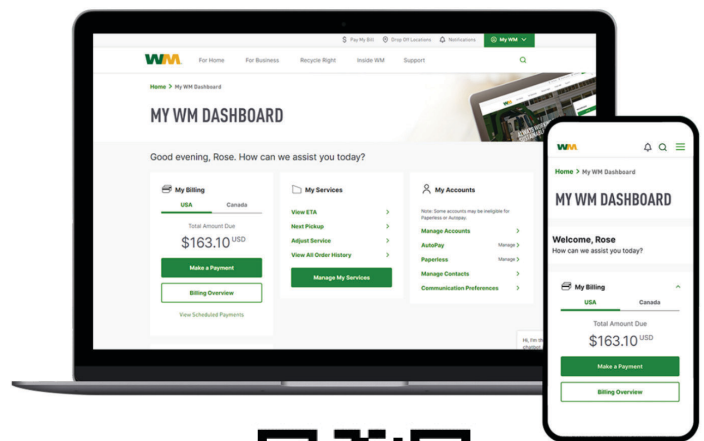 $ Pay My Bill Drop Off Locations Notifications My WM
WM For Home For Business Recycle Right Inside WM Support
Home > My WM Dashboard
MY WM DASHBOARD
ALWAYS WORKING
SUSTAINABLE
Good evening, Rose. How can we assist you today?
My Billing
USA Canada
Total Amount Due
$163.10 USD
Make a Payment
Billing Overview
View Scheduled Payments
My Services
View ETA >
Next Pickup >
Adjust Service >
View All Order History >
Manage My Services
My Accounts
Note: Some accounts may be ineligible for
Paperless or Autopay.
Manage Accounts >
AutoPay Manage >
Paperless Manage >
Manage Contacts >
Communication Preferences >
Hi, I'm th
chatbot
WM
Home > My WM Dashboard
MY WM DASHBOARD
Welcome, Rose
How can we assist you today?
My Billing
USA Canada
Total Amount Due
$163.10 USD
Make a Payment
Billing Overview